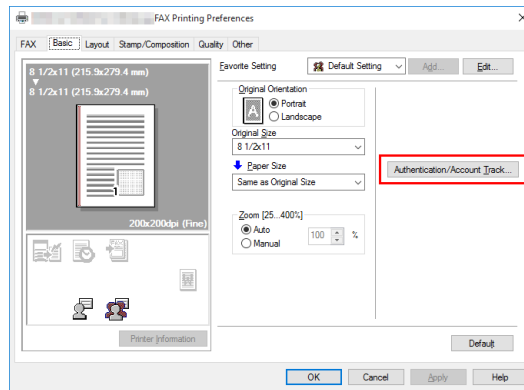 FAX Printing Preferences
FAX Basic Layout Stamp/Composition Quality Other
8 1/2x11 (215.9x279.4 mm)
8 1/2x11 (215.9x279.4 mm)
1
200x200dpi (Fine)
Printer Information
Favorite Setting Default Setting Add... Edit...
Original Orientation
A
Portrait
Landscape
Original Size
8 1/2x11
Paper Size
Same as Original Size
Zoom [25...400%]
Auto
Manual
100 %
Authentication/Account Track...
Default
OK Cancel Apply Help